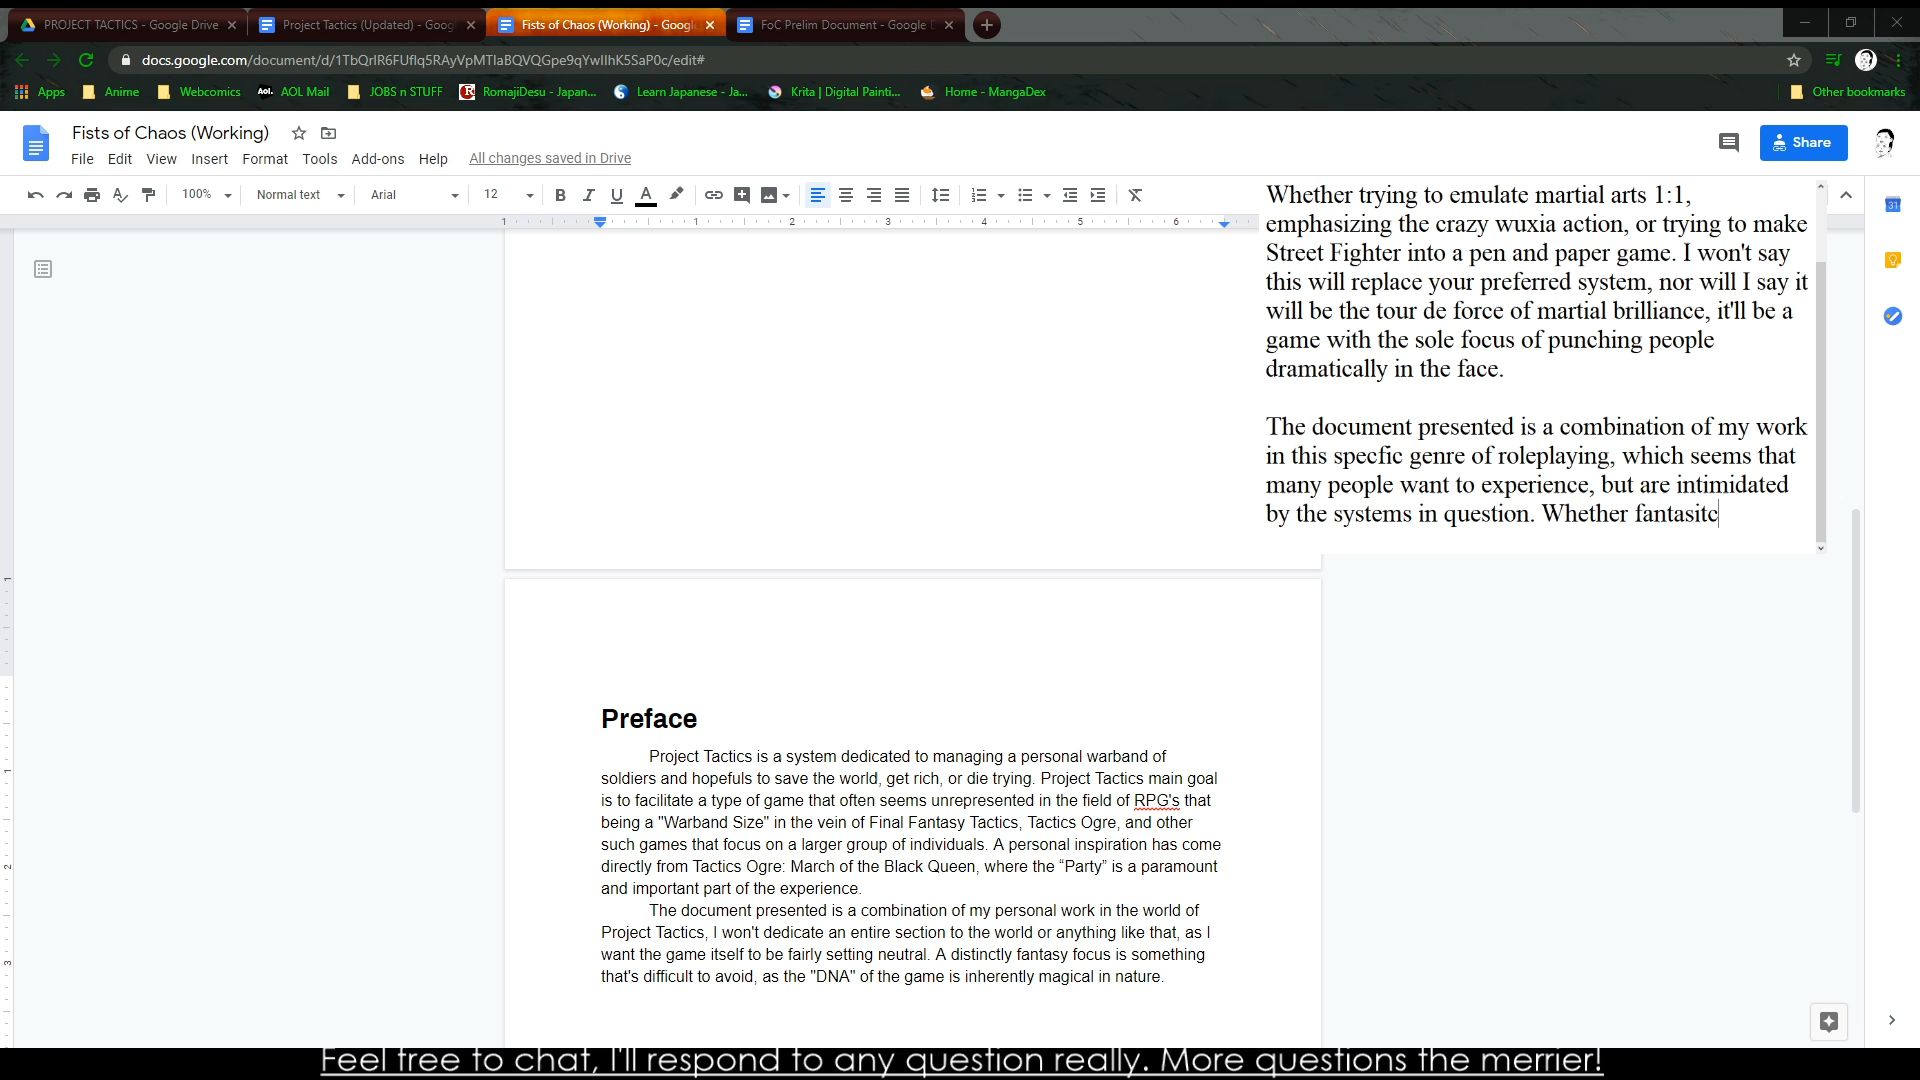 PROJECT TACTICS - Google Drive
Project Tactics (Updated) - Goog
Fists of Chaos (Working) - Googl
FoC Prelim Document - Google D
docs.google.com/document/d/1TbQrIR6FUflq5RAyVpMTIaBQVQGpe9qYwIIhK5SaP0c/edit#
Apps Anime Webcomics Aol. AOL Mail JOBS n STUFF RomajiDesu - Japan... Learn Japanese - Ja... Krita | Digital Painti... Home - MangaDex Other bookmarks
Fists of Chaos (Working)
File Edit View Insert Format Tools Add-ons Help All changes saved in Drive
Share
100% Normal text Arial 12 B I U A
31
1 1 2 3 4 5 6
Whether trying to emulate martial arts 1:1,
emphasizing the crazy wuxia action, or trying to make
Street Fighter into a pen and paper game. I won't say
this will replace your preferred system, nor will I say it
will be the tour de force of martial brilliance, it'll be a
game with the sole focus of punching people
dramatically in the face.
The document presented is a combination of my work
in this specfic genre of roleplaying, which seems that
many people want to experience, but are intimidated
by the systems in question. Whether fantasitc
1
1
2
3
Preface
Project Tactics is a system dedicated to managing a personal warband of
soldiers and hopefuls to save the world, get rich, or die trying. Project Tactics main goal
is to facilitate a type of game that often seems unrepresented in the field of RPG's that
being a "Warband Size" in the vein of Final Fantasy Tactics, Tactics Ogre, and other
such games that focus on a larger group of individuals. A personal inspiration has come
directly from Tactics Ogre: March of the Black Queen, where the “Party” is a paramount
and important part of the experience.
The document presented is a combination of my personal work in the world of
Project Tactics, I won't dedicate an entire section to the world or anything like that, as I
want the game itself to be fairly setting neutral. A distinctly fantasy focus is something
that's difficult to avoid, as the "DNA" of the game is inherently magical in nature.
Feel free to chat, I'll respond to any question really. More questions the merrier!